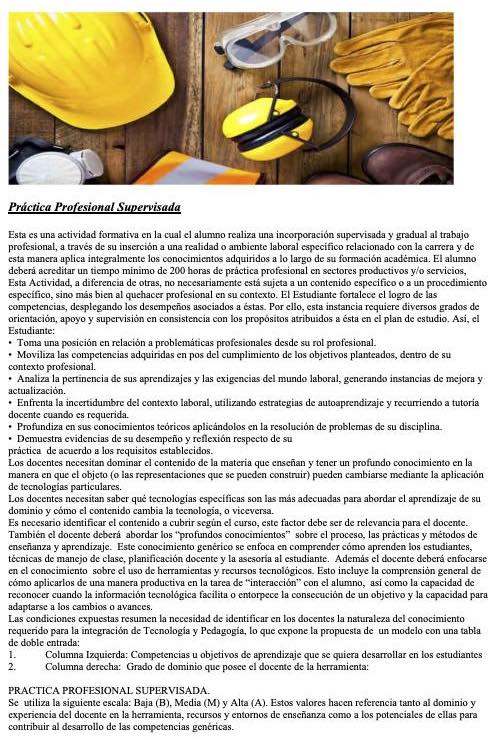 Práctica Profesional Supervisada
Esta es una actividad formativa en la cual el alumno realiza una incorporación supervisada y gradual al trabajo
profesional, a través de su inserción a una realidad o ambiente laboral específico relacionado con la carrera y de
esta manera aplica integralmente los conocimientos adquiridos a lo largo de su formación académica. El alumno
deberá acreditar un tiempo mínimo de 200 horas de práctica profesional en sectores productivos y/o servicios,
Esta Actividad, a diferencia de otras, no necesariamente está sujeta a un contenido específico o a un procedimiento
específico, sino más bien al quehacer profesional en su contexto. El Estudiante fortalece el logro de las
competencias, desplegando los desempeños asociados a éstas. Por ello, esta instancia requiere diversos grados de
orientación, apoyo y supervisión en consistencia con los propósitos atribuidos a ésta en el plan de estudio. Así, el
Estudiante:
• Toma una posición en relación a problemáticas profesionales desde su rol profesional.
• Moviliza las competencias adquiridas en pos del cumplimiento de los objetivos planteados, dentro de su
contexto profesional.
• Analiza la pertinencia de sus aprendizajes y las exigencias del mundo laboral, generando instancias de mejora y
actualización.
• Enfrenta la incertidumbre del contexto laboral, utilizando estrategias de autoaprendizaje y recurriendo a tutoría
docente cuando es requerida.
• Profundiza en sus conocimientos teóricos aplicándolos en la resolución de problemas de su disciplina.
• Demuestra evidencias de su desempeño y reflexión respecto de su
práctica de acuerdo a los requisitos establecidos.
Los docentes necesitan dominar el contenido de la materia que enseñan y tener un profundo conocimiento en la
manera en que el objeto (o las representaciones que se pueden construir) pueden cambiarse mediante la aplicación
de tecnologías particulares.
Los docentes necesitan saber qué tecnologías específicas son las más adecuadas para abordar el aprendizaje de su
dominio y cómo el contenido cambia la tecnología, o viceversa.
Es necesario identificar el contenido a cubrir según el curso, este factor debe ser de relevancia para el docente.
También el docente deberá abordar los “profundos conocimientos” sobre el proceso, las prácticas y métodos de
enseñanza y aprendizaje. Este conocimiento genérico se enfoca en comprender cómo aprenden los estudiantes,
técnicas de manejo de clase, planificación docente y la asesoría al estudiante. Además el docente deberá enfocarse
en el conocimiento sobre el uso de herramientas y recursos tecnológicos. Esto incluye la comprensión general de
cómo aplicarlos de una manera productiva en la tarea de “interacción” con el alumno, así como la capacidad de
reconocer cuando la información tecnológica facilita o entorpece la consecución de un objetivo y la capacidad para
adaptarse a los cambios o avances.
Las condiciones expuestas resumen la necesidad de identificar en los docentes la naturaleza del conocimiento
requerido para la integración de Tecnología y Pedagogía, lo que expone la propuesta de un modelo con una tabla
de doble entrada:
1. Columna Izquierda: Competencias u objetivos de aprendizaje que se quiera desarrollar en los estudiantes
2. Columna derecha: Grado de dominio que posee el docente de la herramienta:
PRACTICA PROFESIONAL SUPERVISADA.
Se utiliza la siguiente escala: Baja (B), Media (M) y Alta (A). Estos valores hacen referencia tanto al dominio y
experiencia del docente en la herramienta, recursos y entornos de enseñanza como a los potenciales de ellas para
contribuir al desarrollo de las competencias genéricas.